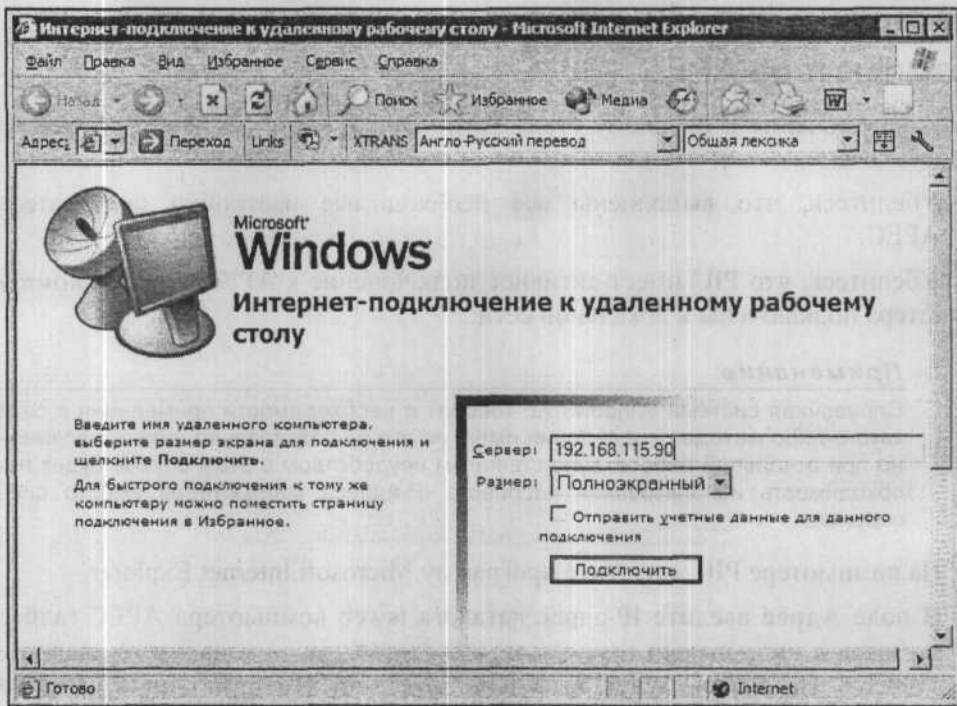 Интернет-подключение к удаленному рабочему столу - Microsoft Internet Explorer
Файл Правка Вид Избранное Сервис Справка
Назад Поиск Избранное Медиа
Адрес: Переход Links XTRANS Англо-Русский перевод Общая лексика
Microsoft
Windows
Интернет-подключение к удаленному рабочему
столу
Введите имя удаленного компьютера,
выберите размер экрана для подключения и
щелкните Подключить.
Для быстрого подключения к тому же
компьютеру можно поместить страницу
подключения в Избранное.
Сервер: 192.168.115.90
Размер: Полноэкранный
Отправить учетные данные для данного
подключения
Подключить
Готово Internet